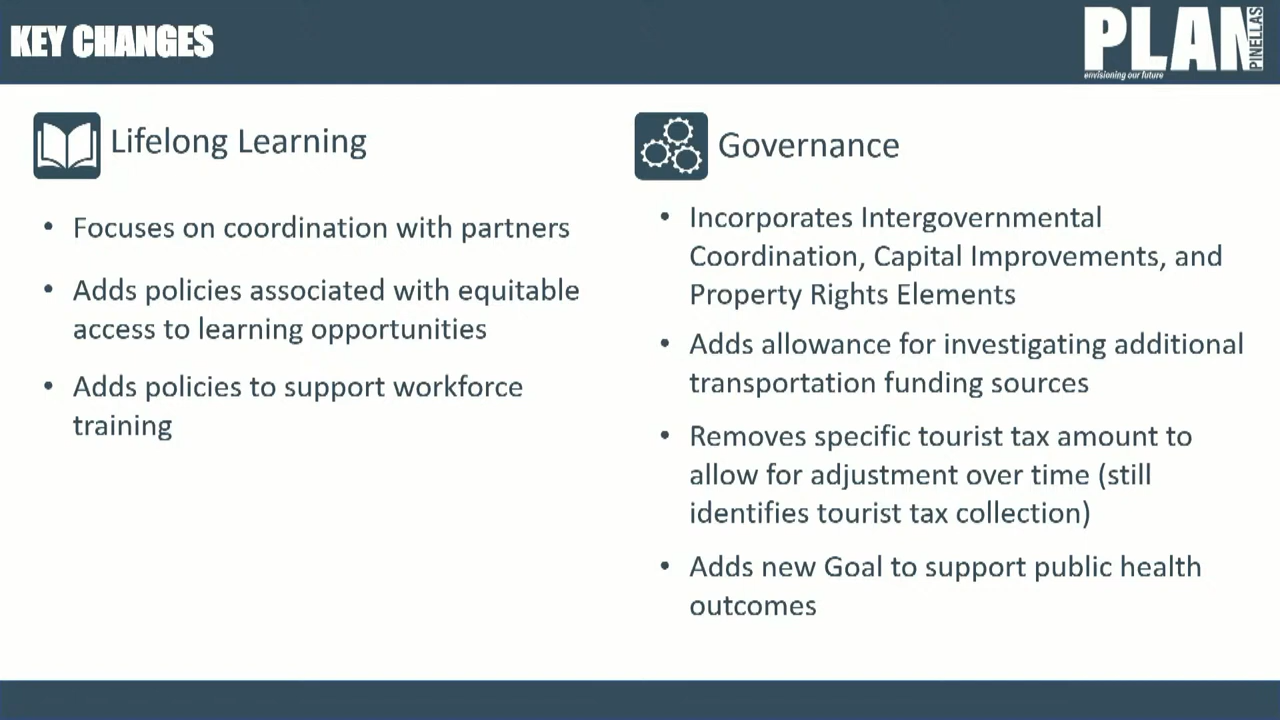 KEY CHANGES
PLAN
PINELLAS
envisioning our future
Lifelong Learning
• Focuses on coordination with partners
• Adds policies associated with equitable
access to learning opportunities
• Adds policies to support workforce
training
Governance
• Incorporates Intergovernmental
Coordination, Capital Improvements, and
Property Rights Elements
• Adds allowance for investigating additional
transportation funding sources
• Removes specific tourist tax amount to
allow for adjustment over time (still
identifies tourist tax collection)
• Adds new Goal to support public health
outcomes